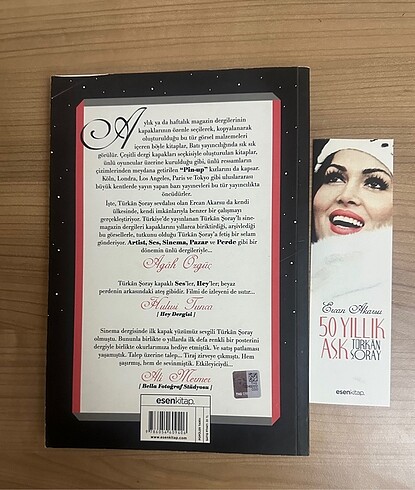 Aylık ya da haftalık magazin dergilerinin
kapaklarının özenle seçilerek, kopyalanarak
oluşturulduğu bu tür görsel malzemeleri
içeren böyle kitaplar, Batı yayıncılığında sık sık
görülür. Çeşitli dergi kapakları seçkisiyle oluşturulan kitaplar,
ünlü oyuncular üzerine kurulduğu gibi, ünlü ressamların
çizimlerinden meydana getirilen "Pin-up" kızlarını da kapsar.
Köln, Londra, Los Angeles, Paris ve Tokyo gibi uluslararası
büyük kentlerde yayın yapan bazı yayınevleri bu tür yayıncılıkta
öncüdürler.
İşte, Türkân Şoray sevdalısı olan Ercan Akarsu da kendi
ülkesinde, kendi imkânlarıyla benzer bir çalışmayı
gerçekleştiriyor. Türkiye'de yayınlanan Türkân Şoray'lı sine-
magazin dergileri kapaklarını yıllarca biriktirdiği, arşivlediği
bu görsellerle, tutkunu olduğu Türkân Şoray'a fetiş bir selam
gönderiyor. Artist, Ses, Sinema, Pazar ve Perde gibi bir
dönemin ünlü dergileriyle...
Agâh Özgüç
Türkân Şoray kapaklı Ses'ler, Hey'ler; beyaz
perdenin arkasındaki ateş gibidir. Filmi de izleyeni de ısıtır...
Hulusi Tunca
[ Hey Dergisi ]
Sinema dergisinde ilk kapak yüzümüz sevgili Türkân Şoray
olmuştu. Bununla birlikte o yıllarda ilk defa renkli bir posterini
dergiyle birlikte okurlarımıza hediye etmiştik. Ve satış patlaması
yaşamıştık. Talep üzerine talep... Tiraj zirveye çıkmıştı. Hem
şaşırmış, hem de sevinmiştik. Etkileyiciydi...
[ Bella Fotoğraf Stüdyosu ]
www.esenkitap.com
esenkitap.
Ercan Akarsu
50 YILLIK
AŞK TÜRKÂN
ŞORAY
esenkitap.